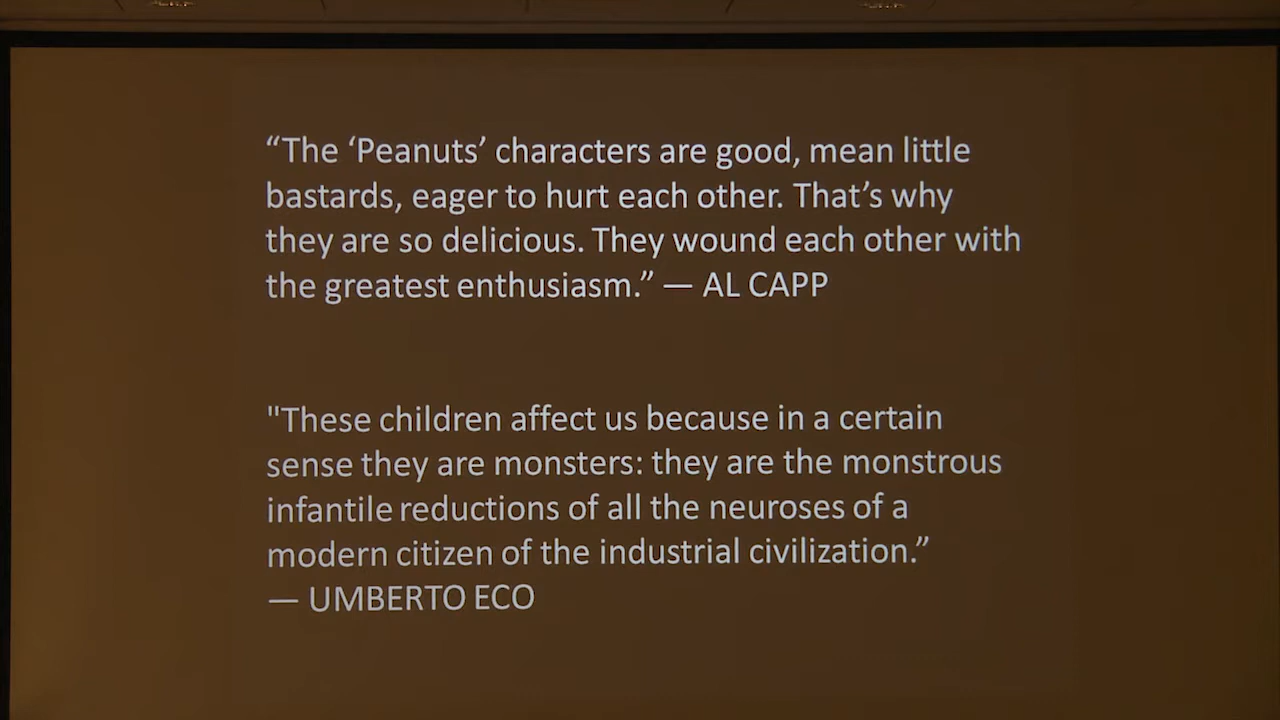 “The ‘Peanuts’ characters are good, mean little
bastards, eager to hurt each other. That’s why
they are so delicious. They wound each other with
the greatest enthusiasm.” — AL CAPP
"These children affect us because in a certain
sense they are monsters: they are the monstrous
infantile reductions of all the neuroses of a
modern citizen of the industrial civilization.”
— UMBERTO ECO